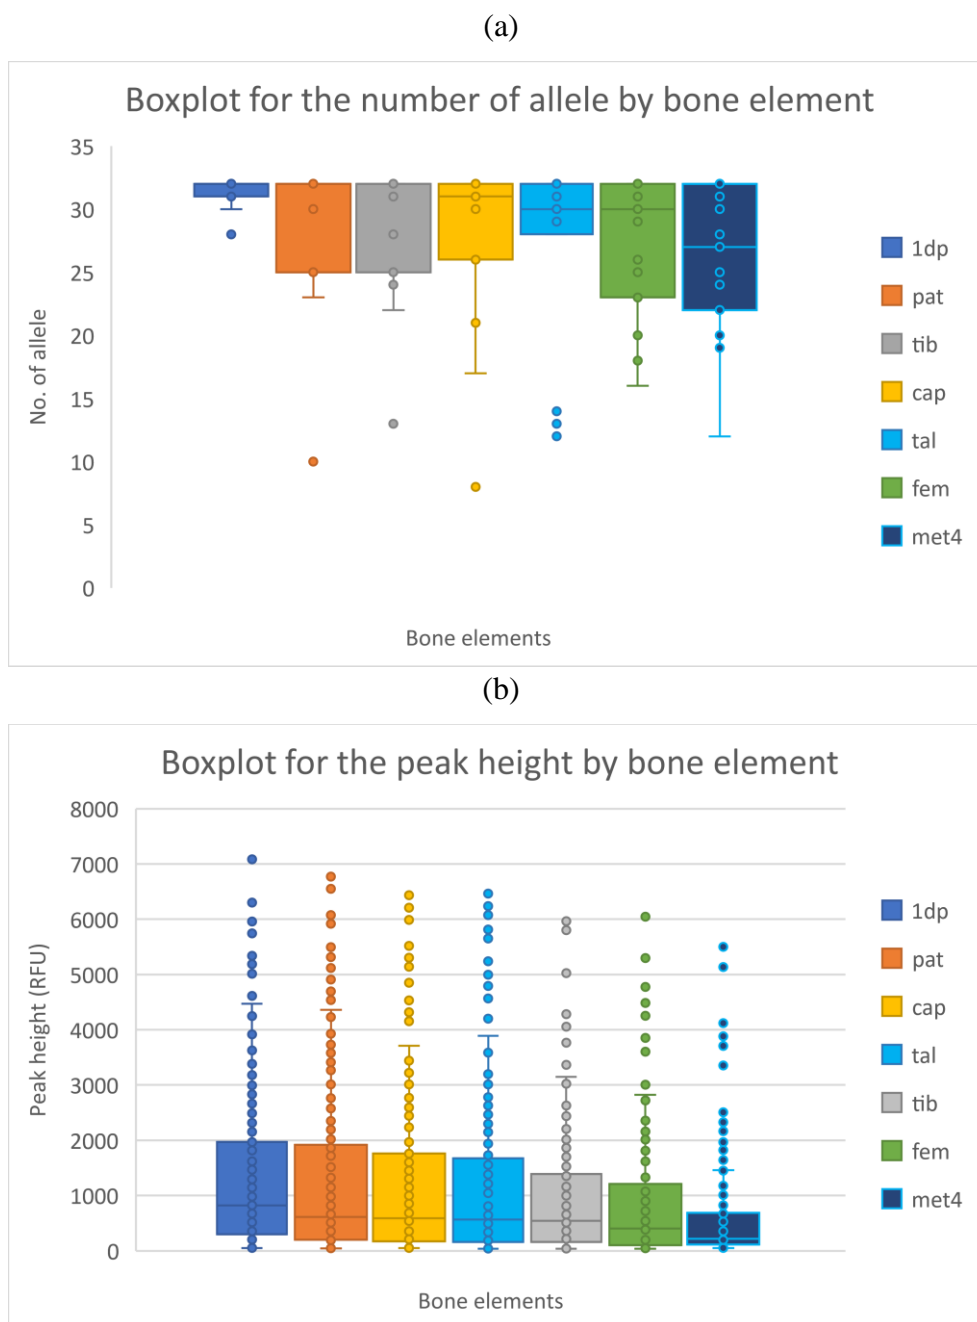 (a)
Boxplot for the number of allele by bone element
35
30
25
20
15
10
5
0
No. of allele
Bone elements
1dp
pat
tib
cap
tal
fem
met4
(b)
Boxplot for the peak height by bone element
8000
7000
6000
5000
4000
3000
2000
1000
0
Peak height (RFU)
Bone elements
1dp
pat
cap
tal
tib
fem
met4